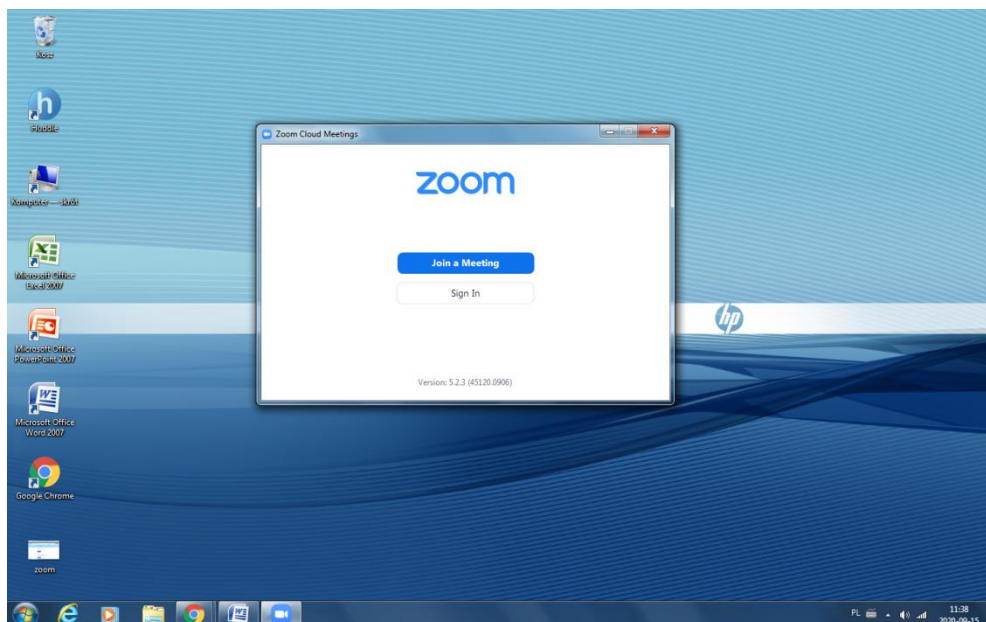 Kosz
Huddle
Komputer — skrót
Microsoft Office
Excel 2007
Microsoft Office
PowerPoint 2007
Microsoft Office
Word 2007
Google Chrome
zoom
Zoom Cloud Meetings
zoom
Join a Meeting
Sign In
Version: 5.2.3 (45120.0906)
hp
PL
11:38
2020-09-15